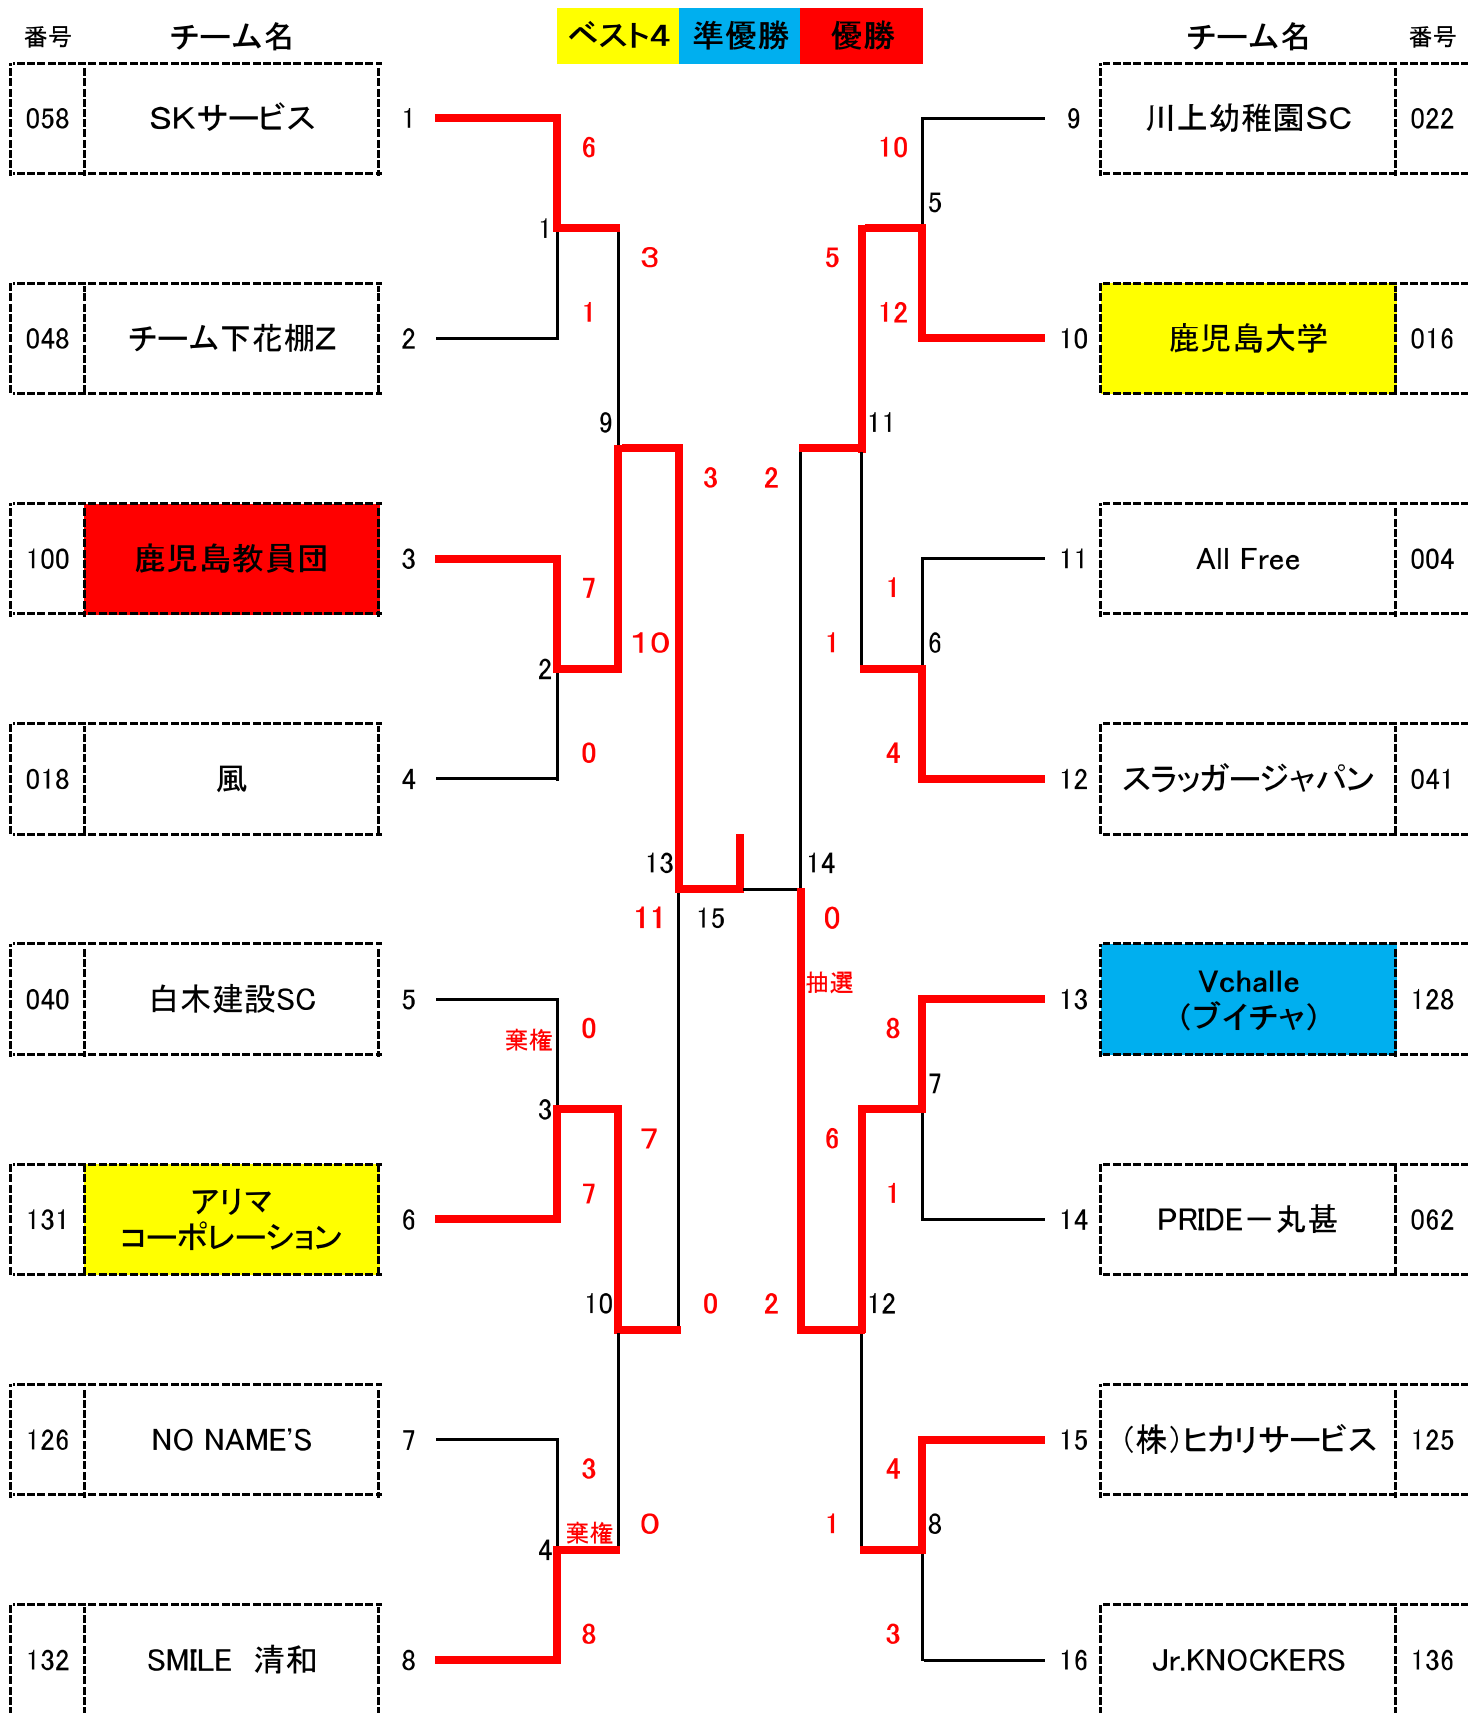 番号 チーム名 ベスト4 準優勝 優勝 チーム名 番号
058 SKサービス 1 6 10 9 川上幼稚園SC 022
1 5
3 5
048 チーム下花棚Z 2 1 12 10 鹿児島大学 016
9 11
3 2
100 鹿児島教員団 3 7 1 11 All Free 004
2 10 1 6
018 風 4 0 4 12 スラッガージャパン 041
13 14
11 15 0
抽選
040 白木建設SC 5 0 8 13 Vchalle
(ブイチャ) 128
棄権
3 7
7 6
131 アリマ
コーポレーション 6 7 1 14 PRIDEー丸甚 062
10 0 2 12
126 NO NAME'S 7 3 4 15 (株)ヒカリサービス 125
4 棄権 0 1 8
132 SMILE 清和 8 8 3 16 Jr.KNOCKERS 136